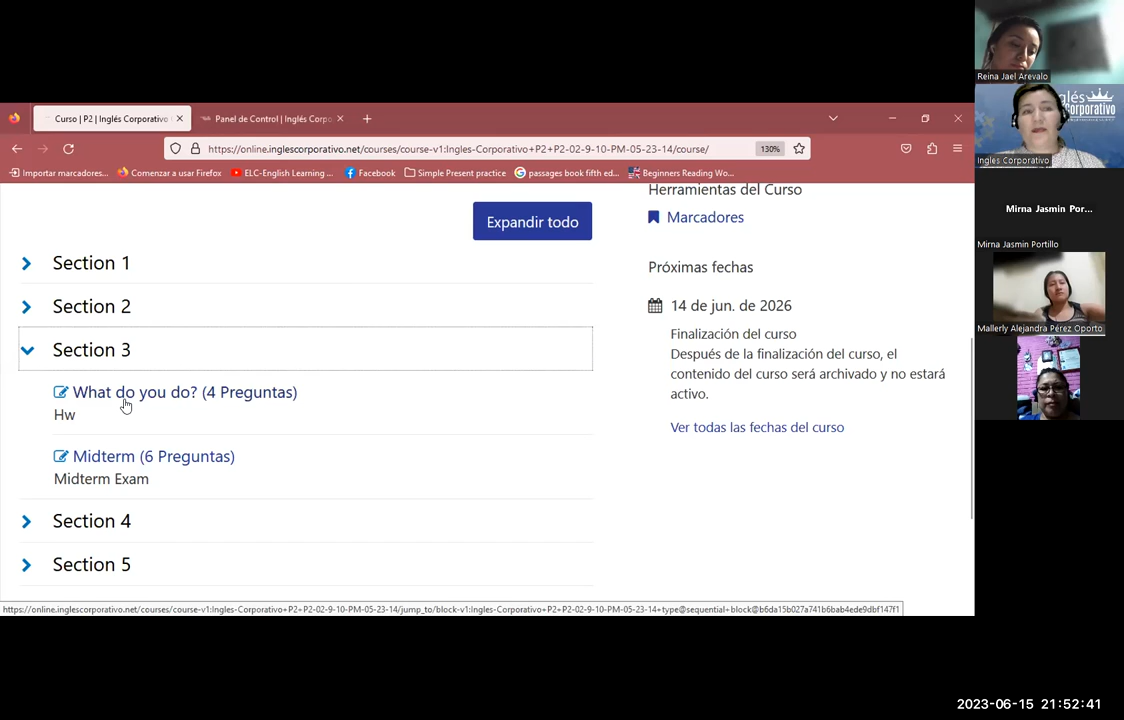 Curso | P2 | Inglés Corporativo
Panel de Control | Inglés Corpo
https://online.inglescorporativo.net/courses/course-v1:Ingles-Corporativo+P2+P2-02-9-10-PM-05-23-14/course/
130%
Importar marcadores...
Comenzar a usar Firefox
ELC-English Learning ...
Facebook
Simple Present practice
passages book fifth ed...
Beginners Reading Wo...
Expandir todo
Section 1
Section 2
Section 3
What do you do? (4 Preguntas)
Hw
Midterm (6 Preguntas)
Midterm Exam
Section 4
Section 5
Herramientas del Curso
Marcadores
Próximas fechas
14 de jun. de 2026
Finalización del curso
Después de la finalización del curso, el
contenido del curso será archivado y no estará
activo.
Ver todas las fechas del curso
https://online.inglescorporativo.net/courses/course-v1:Ingles-Corporativo+P2+P2-02-9-10-PM-05-23-14/jump_to/block-v1:Ingles-Corporativo+P2+P2-02-9-10-PM-05-23-14+type@sequential+block@b6da15b027a741b6bab4ede9dbf147f1
Reina Jael Arevalo
glés
orporativo
Ingles Corporativo
Mirna Jasmin Por...
Mirna Jasmin Portillo
Mallerly Alejandra Pérez Oporto
2023-06-15 21:52:41